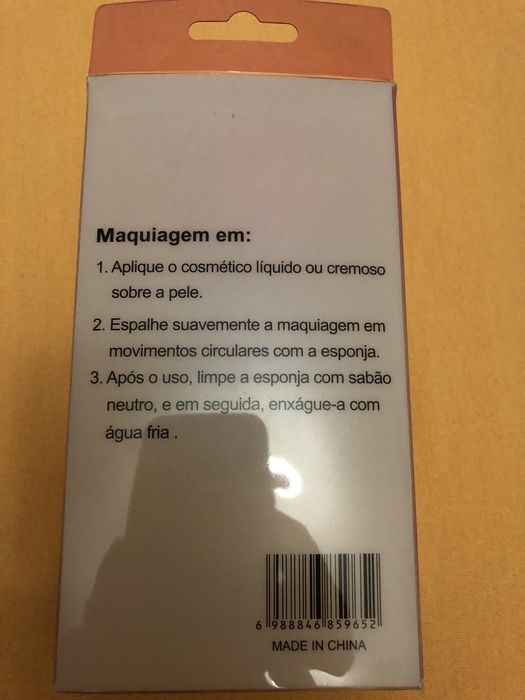 Maquiagem em:
1. Aplique o cosmético líquido ou cremoso
sobre a pele.
2. Espalhe suavemente a maquiagem em
movimentos circulares com a esponja.
3. Após o uso, limpe a esponja com sabão
neutro, e em seguida, enxágue-a com
água fria .
6 988846 859652
MADE IN CHINA